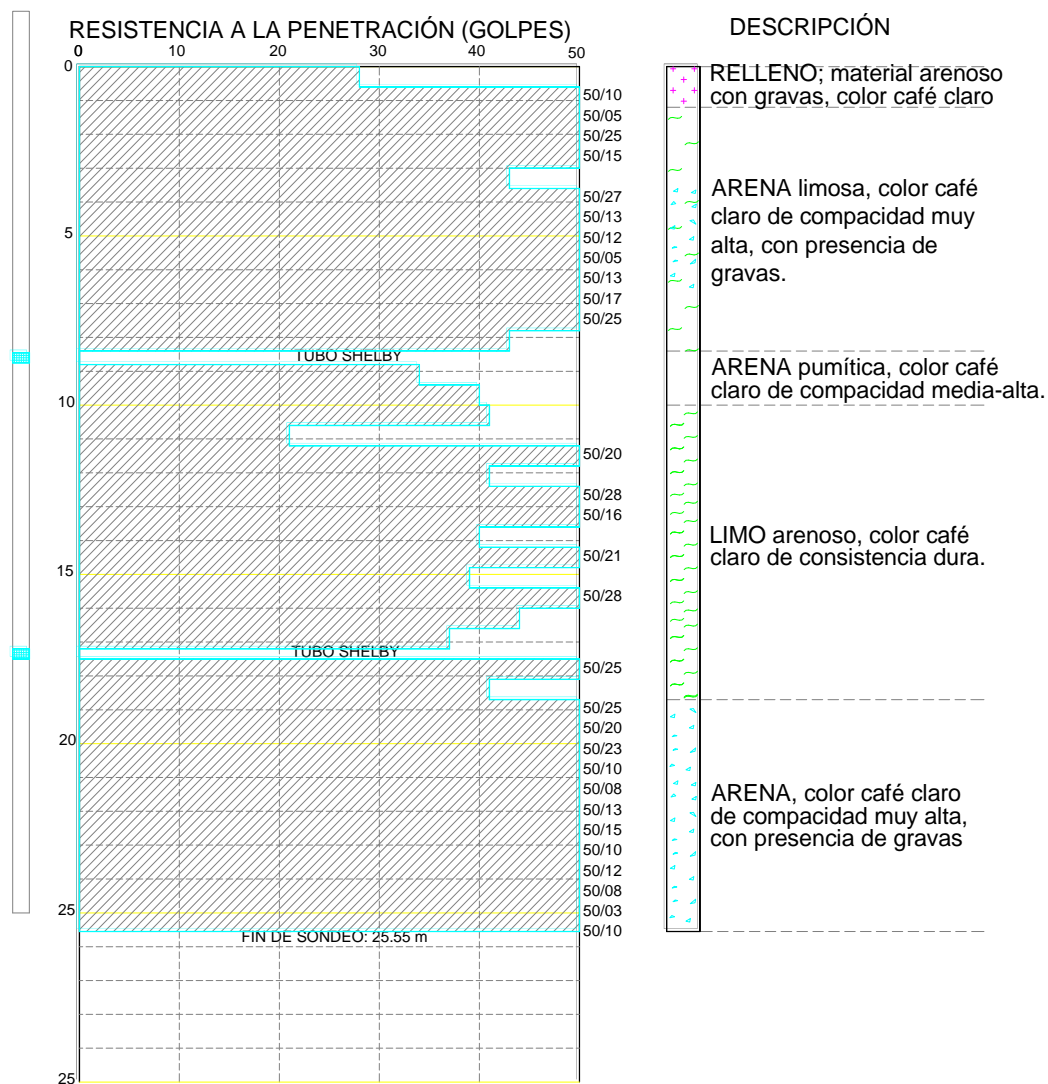 RESISTENCIA A LA PENETRACIÓN (GOLPES)
DESCRIPCIÓN
0 10 20 30 40 50
0
RELLENO; material arenoso
con gravas, color café claro
50/10
50/05
50/25
50/15
ARENA limosa, color café
claro de compacidad muy
alta, con presencia de
gravas.
50/27
50/13
5
50/12
50/05
50/13
50/17
50/25
TUBO SHELBY
ARENA pumítica, color café
claro de compacidad media-alta.
10
50/20
50/28
50/16
LIMO arenoso, color café
claro de consistencia dura.
50/21
15
50/28
TUBO SHELBY
50/25
50/25
50/20
20
50/23
50/10
50/08
50/13
50/15
50/10
50/12
50/08
ARENA, color café claro
de compacidad muy alta,
con presencia de gravas
25
50/03
50/10
FIN DE SONDEO: 25.55 m
25